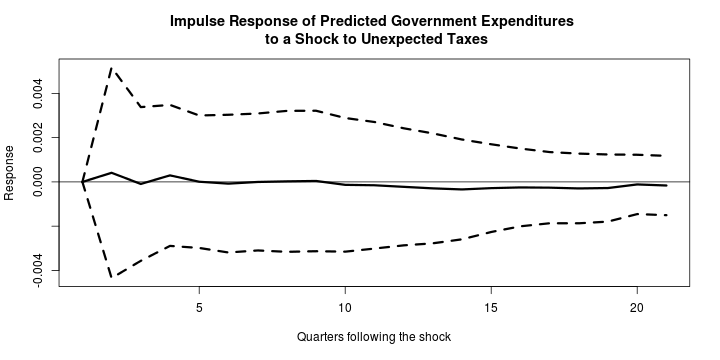 Impulse Response of Predicted Government Expenditures
to a Shock to Unexpected Taxes
Response
0.004
0.002
0.000
-0.004
5 10 15 20
Quarters following the shock